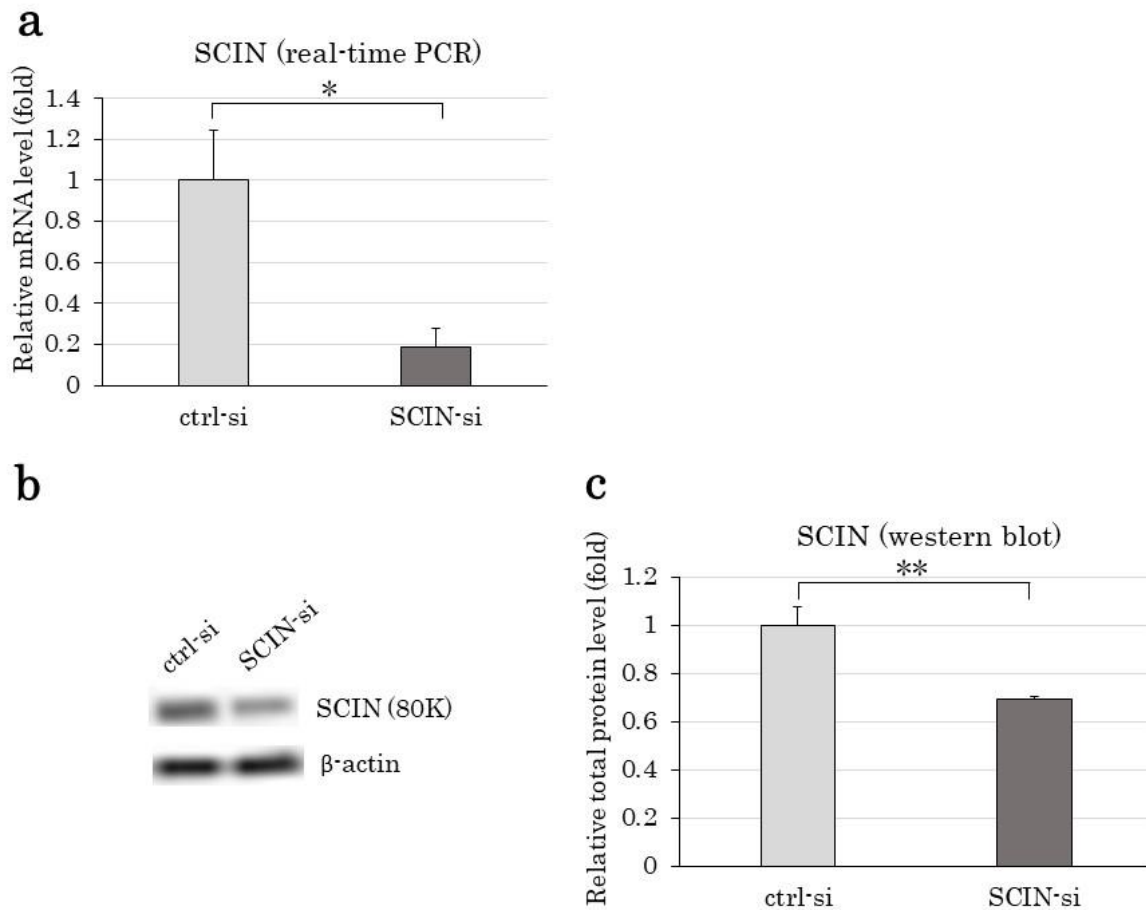 a
SCIN (real-time PCR)
*
Relative mRNA level (fold)
1.4
1.2
1
0.8
0.6
0.4
0.2
0
ctrl-si SCIN-si
b
ctrl-si SCIN-si
SCIN (80K)
β-actin
c
SCIN (western blot)
**
Relative total protein level (fold)
1.2
1
0.8
0.6
0.4
0.2
0
ctrl-si SCIN-si